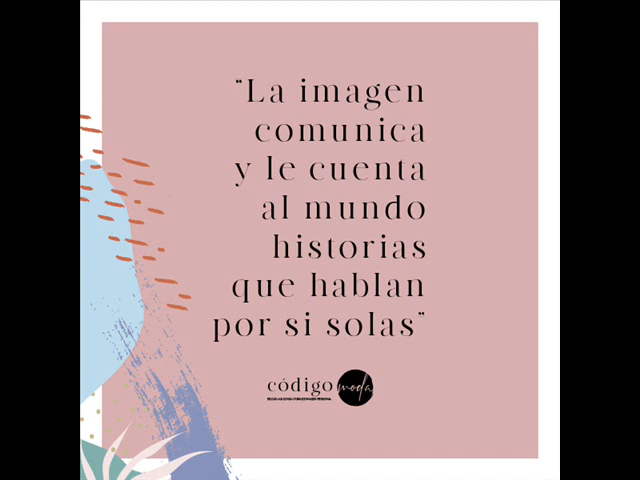 “La imagen
comunica
y le cuenta
al mundo
historias
que hablan
por si solas”
código moda